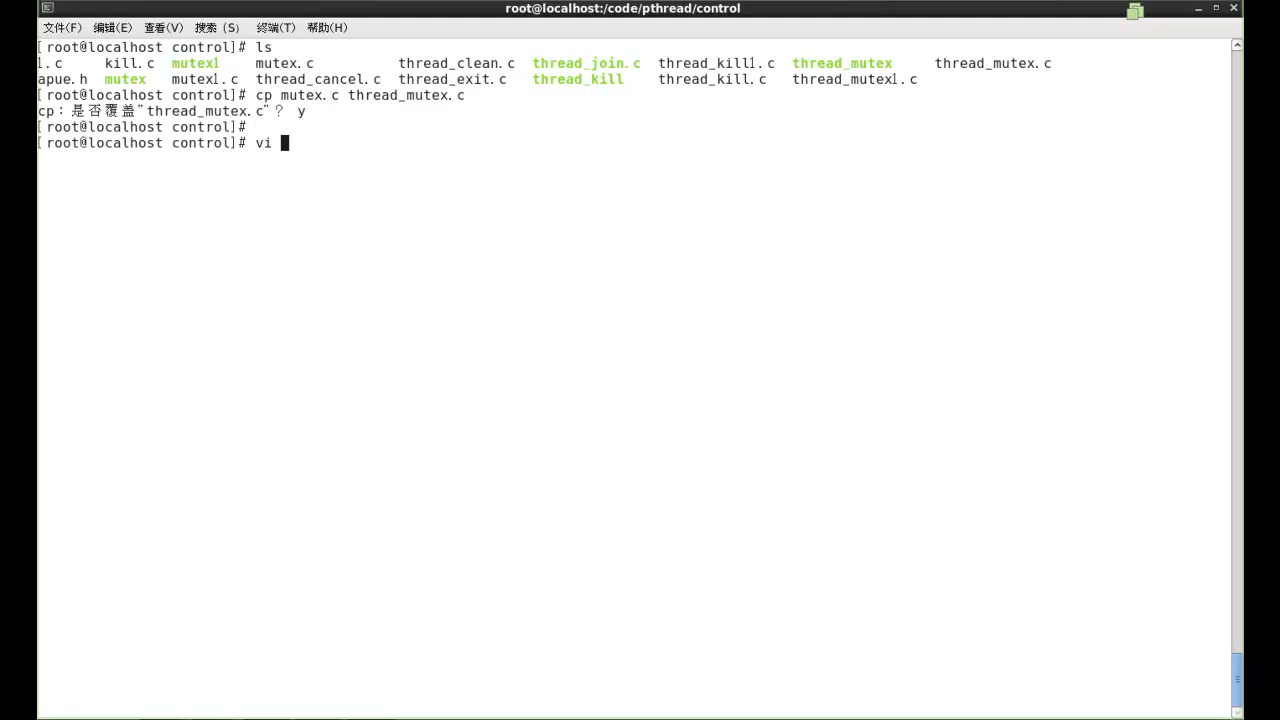 root@localhost:/code/pthread/control
文件(F) 编辑(E) 查看(V) 搜索 (S) 终端(T) 帮助(H)
[root@localhost control]# ls
1.c kill.c mutex1 mutex.c thread_clean.c thread_join.c thread_kill1.c thread_mutex thread_mutex.c
apue.h mutex mutex1.c thread_cancel.c thread_exit.c thread_kill thread_kill.c thread_mutex1.c
[root@localhost control]# cp mutex.c thread_mutex.c
cp：是否覆盖"thread_mutex.c"？ y
[root@localhost control]#
[root@localhost control]# vi